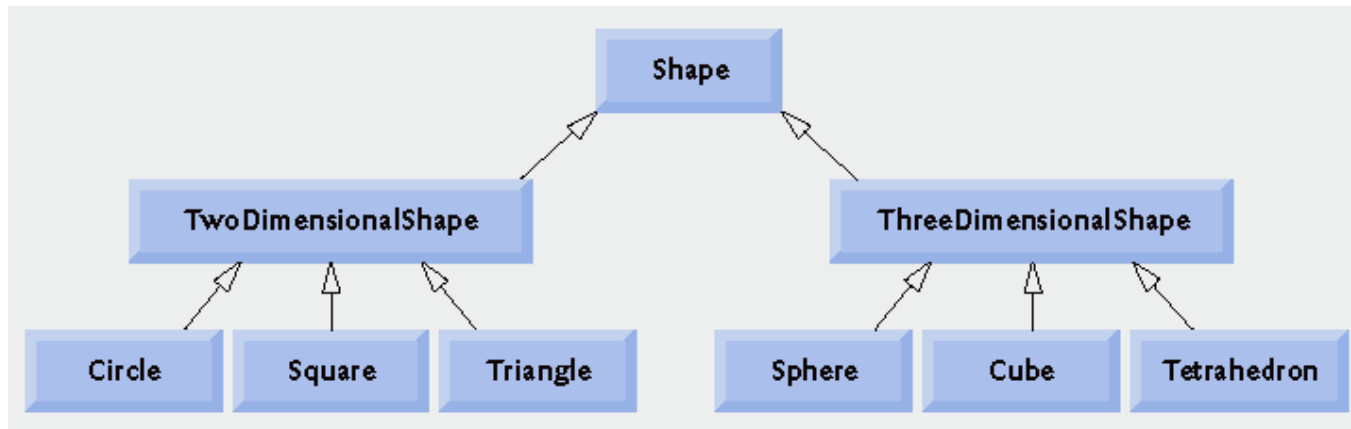 Shape
TwoDimensionalShape
ThreeDimensionalShape
Circle
Square
Triangle
Sphere
Cube
Tetrahedron